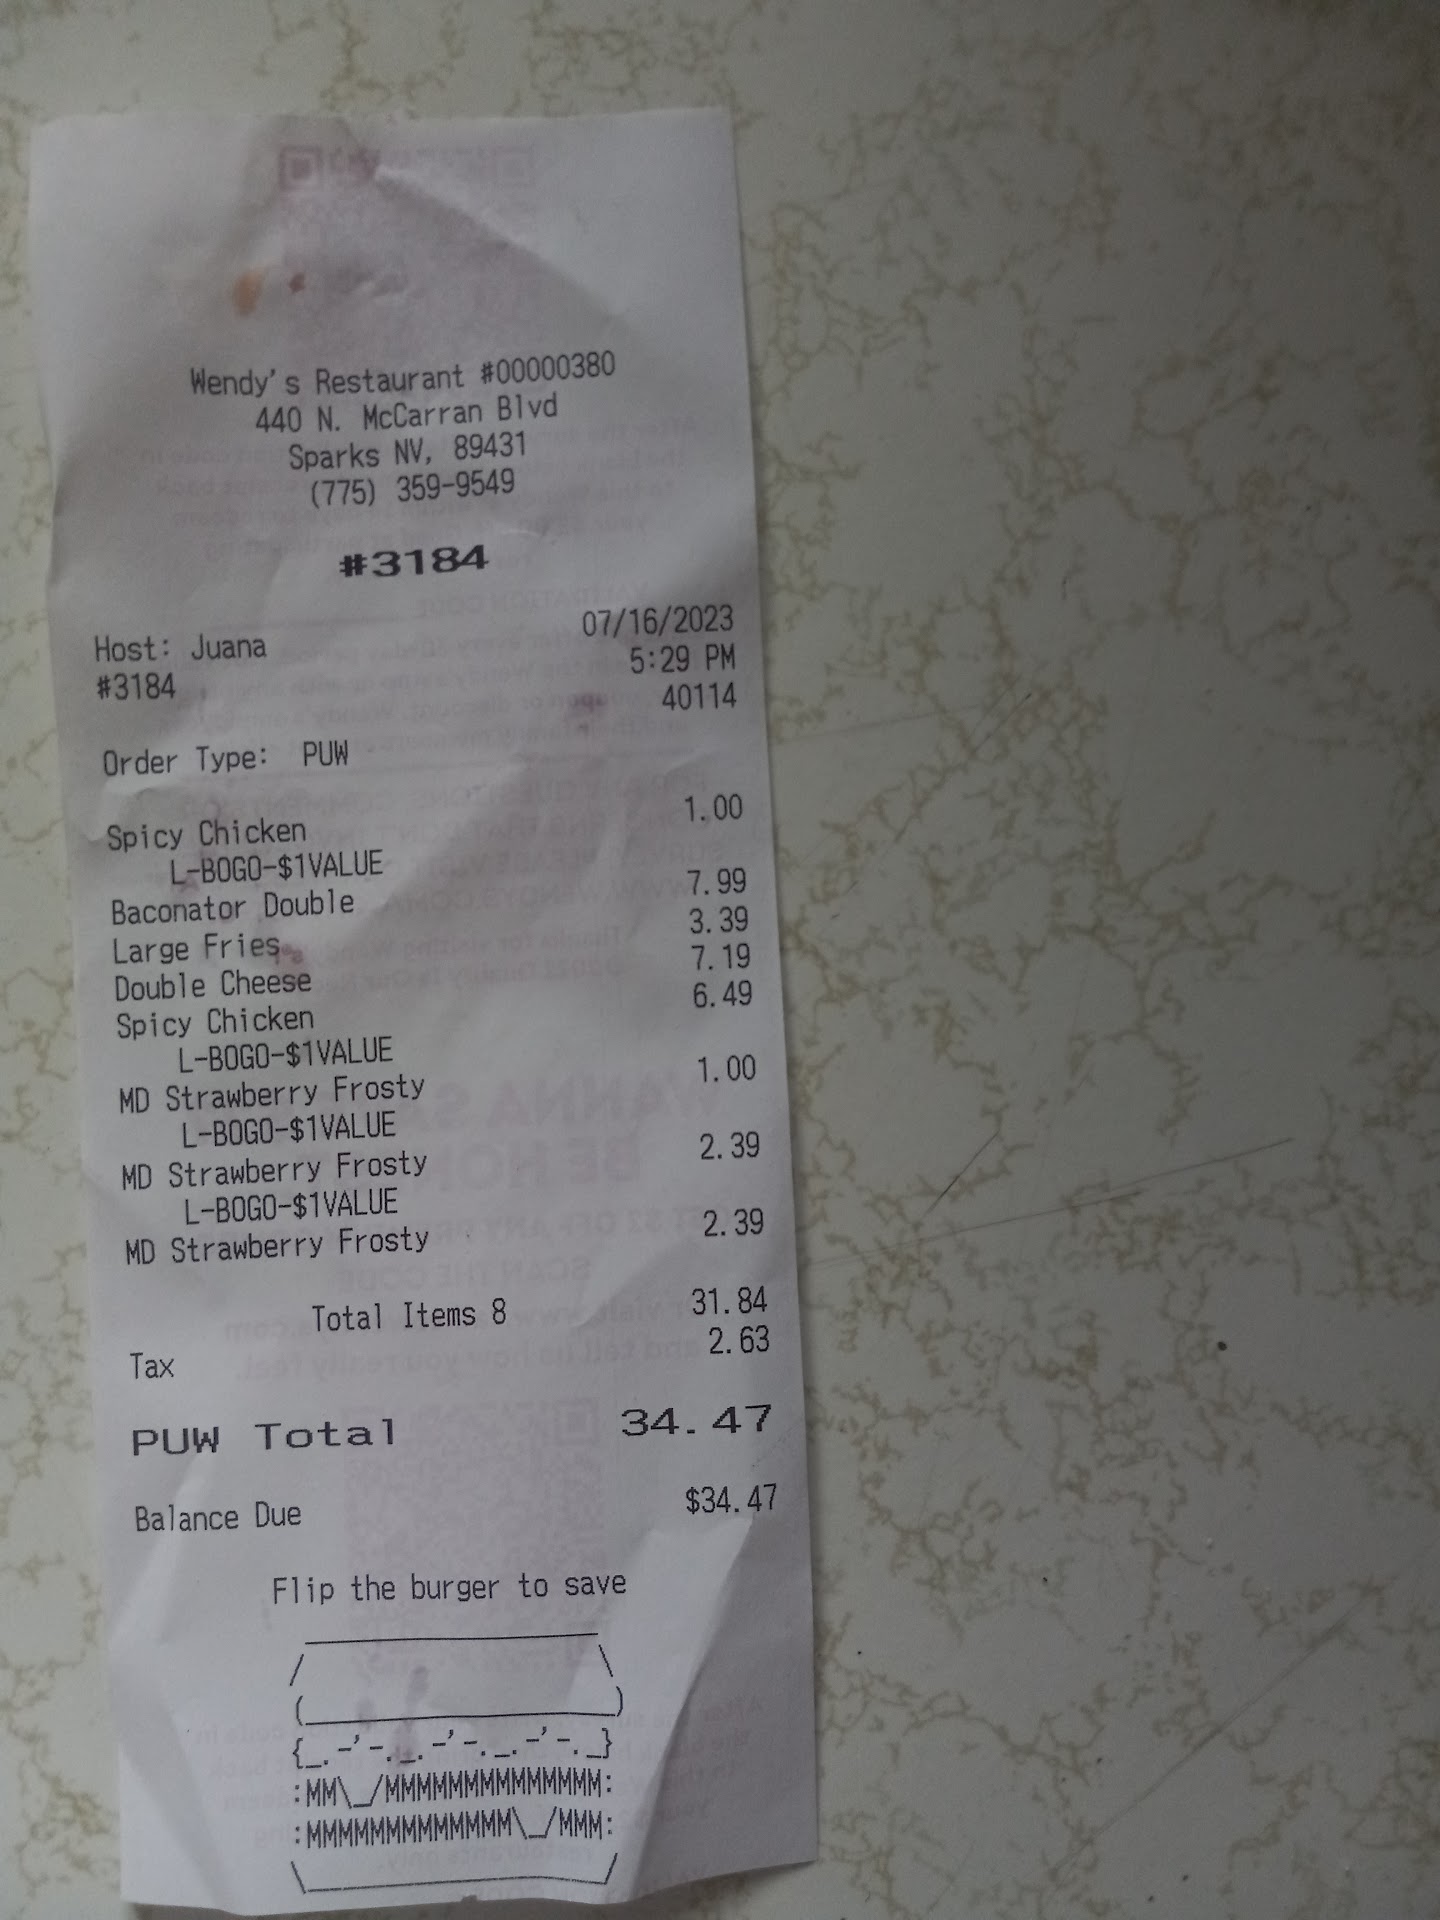 Wendy's Restaurant #00000380
440 N. McCarran Blvd
Sparks NV, 89431
(775) 359-9549
#3184
Host: Juana 07/16/2023
#3184 5:29 PM
40114
Order Type: PUW
Spicy Chicken 1.00
L-BOGO-$1VALUE
Baconator Double 7.99
Large Fries 3.39
Double Cheese 7.19
Spicy Chicken 6.49
L-BOGO-$1VALUE
MD Strawberry Frosty 1.00
L-BOGO-$1VALUE
MD Strawberry Frosty 2.39
L-BOGO-$1VALUE
MD Strawberry Frosty 2.39
Total Items 8 31.84
Tax 2.63
PUW Total 34.47
Balance Due $34.47
Flip the burger to save
:MM\_/MMMMMMMMMMMMMM:
:MMMMMMMMMMMMM\_/MMM: